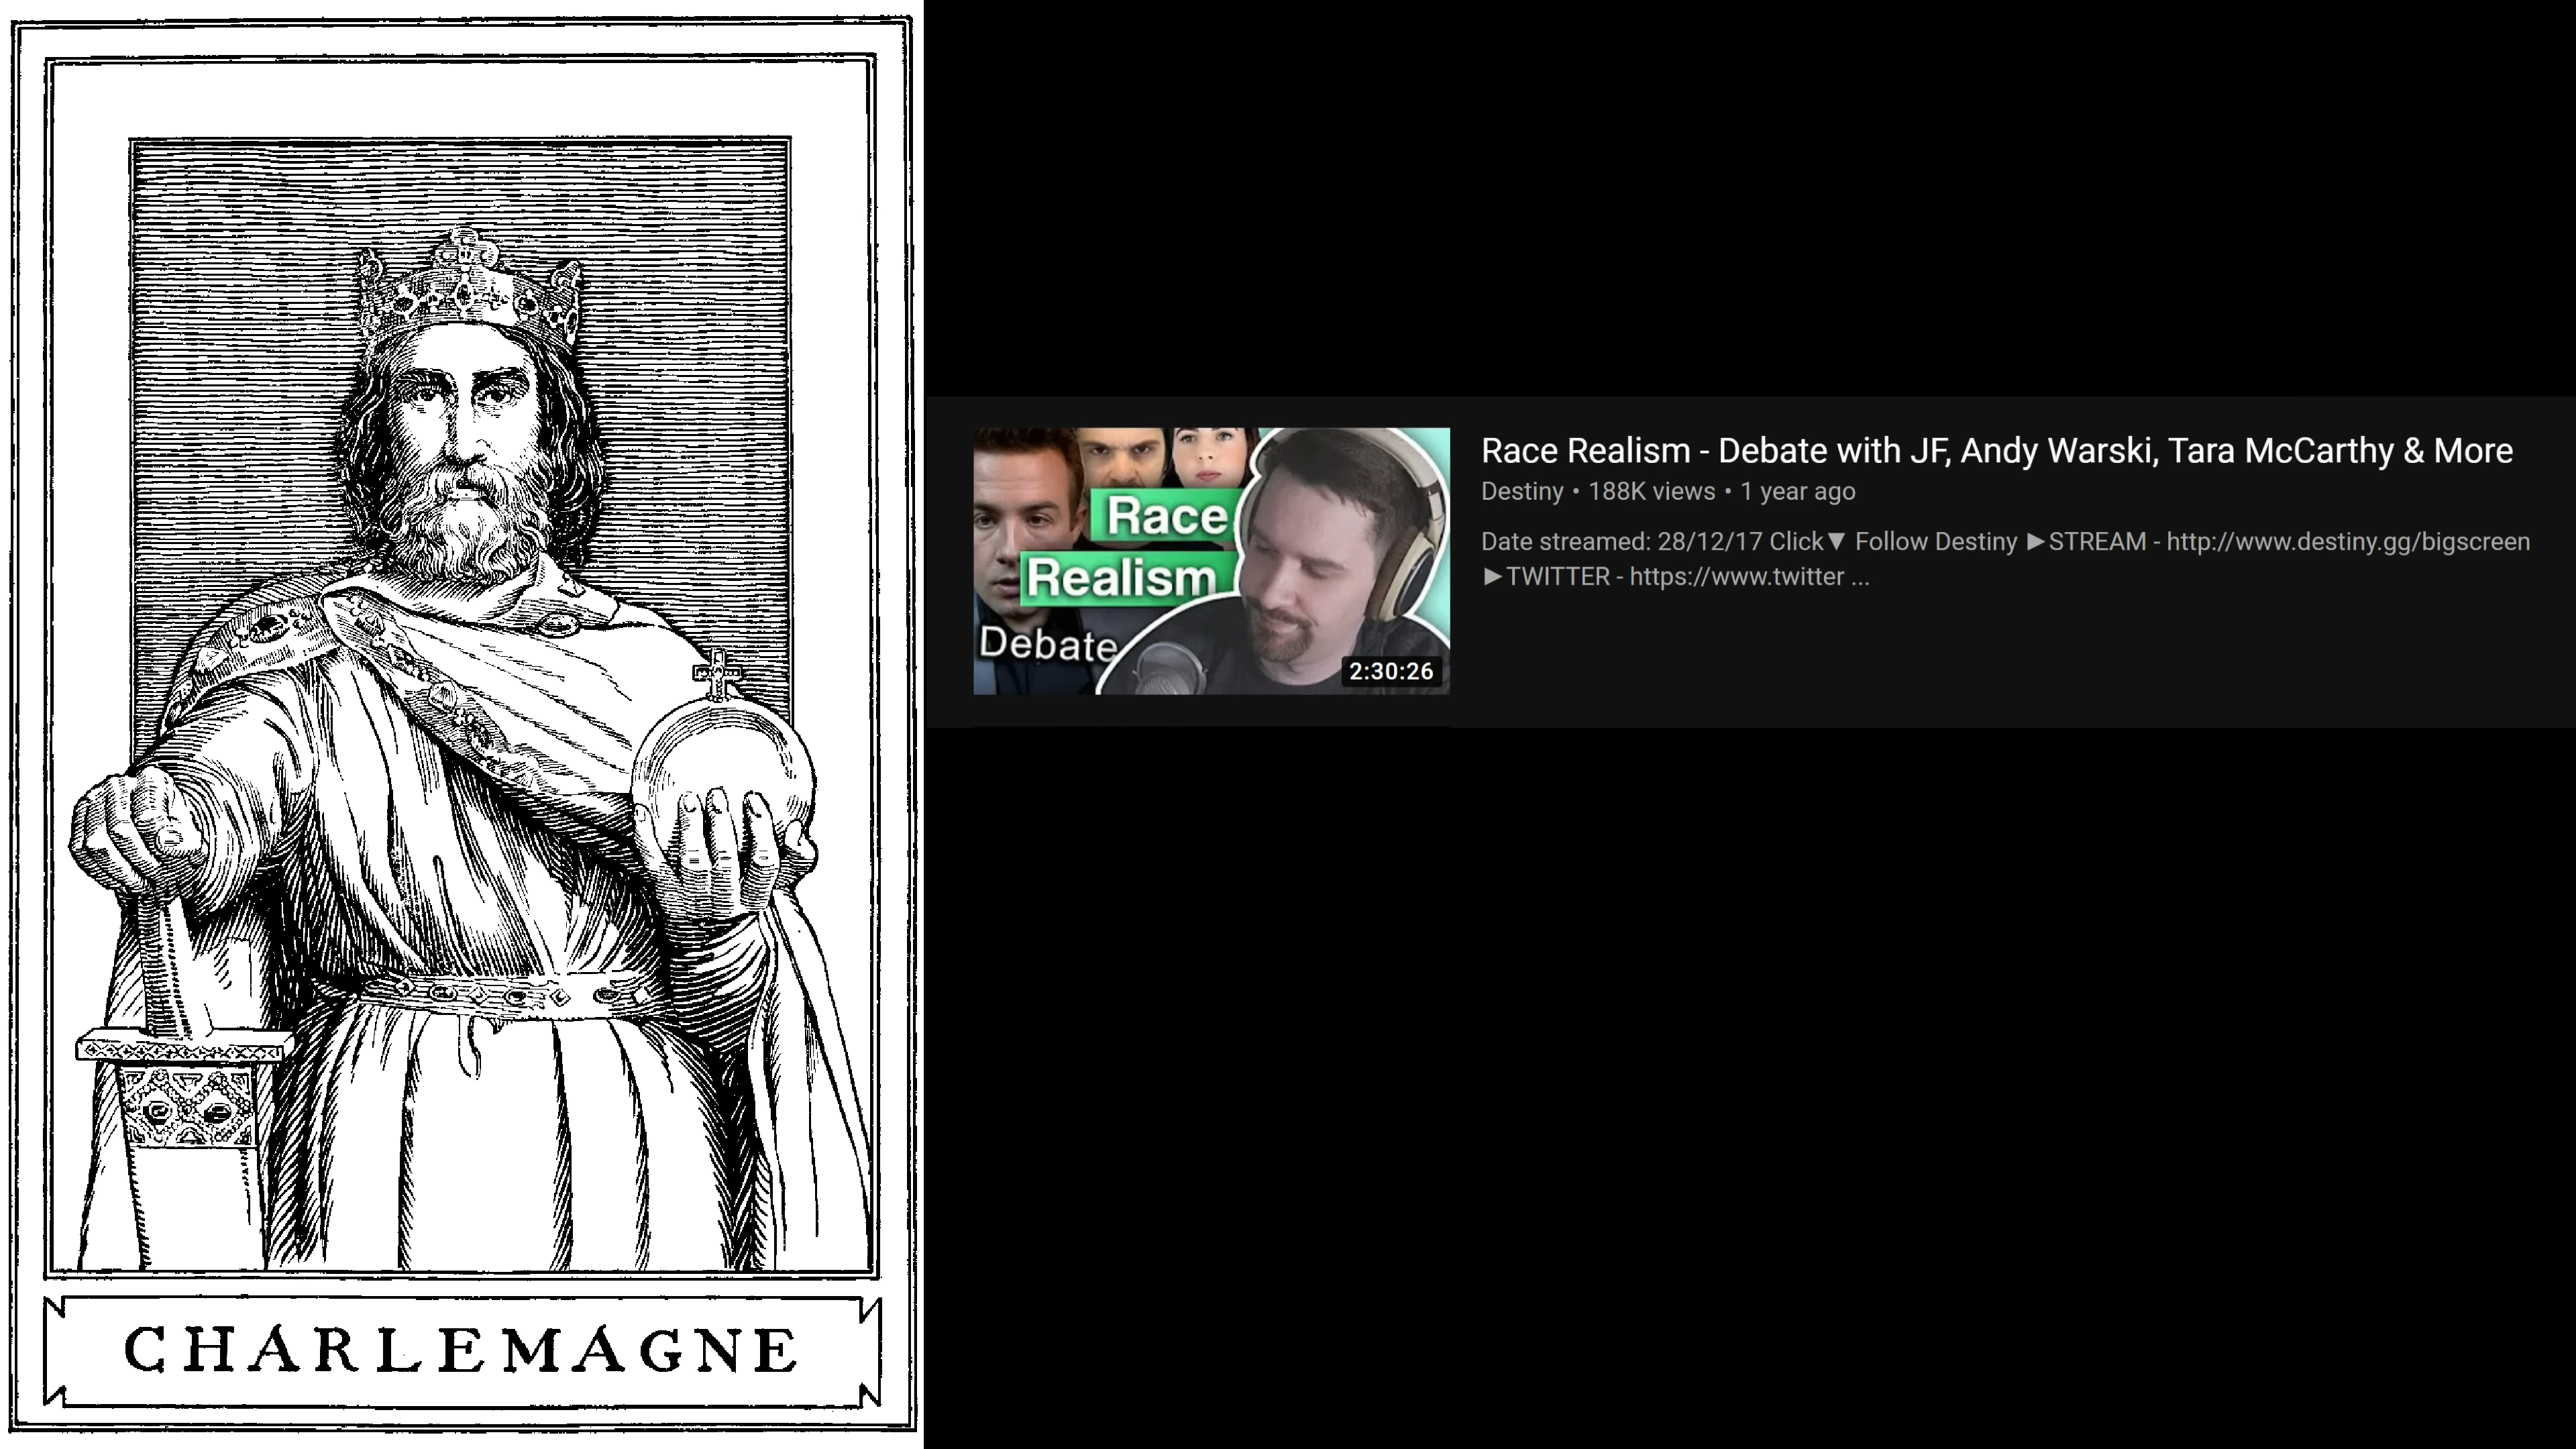 CHARLEMAGNE
Race
Realism
Debate
2:30:26
Race Realism - Debate with JF, Andy Warski, Tara McCarthy & More
Destiny • 188K views • 1 year ago
Date streamed: 28/12/17 Click▼ Follow Destiny ►STREAM - http://www.destiny.gg/bigscreen
►TWITTER - https://www.twitter ...